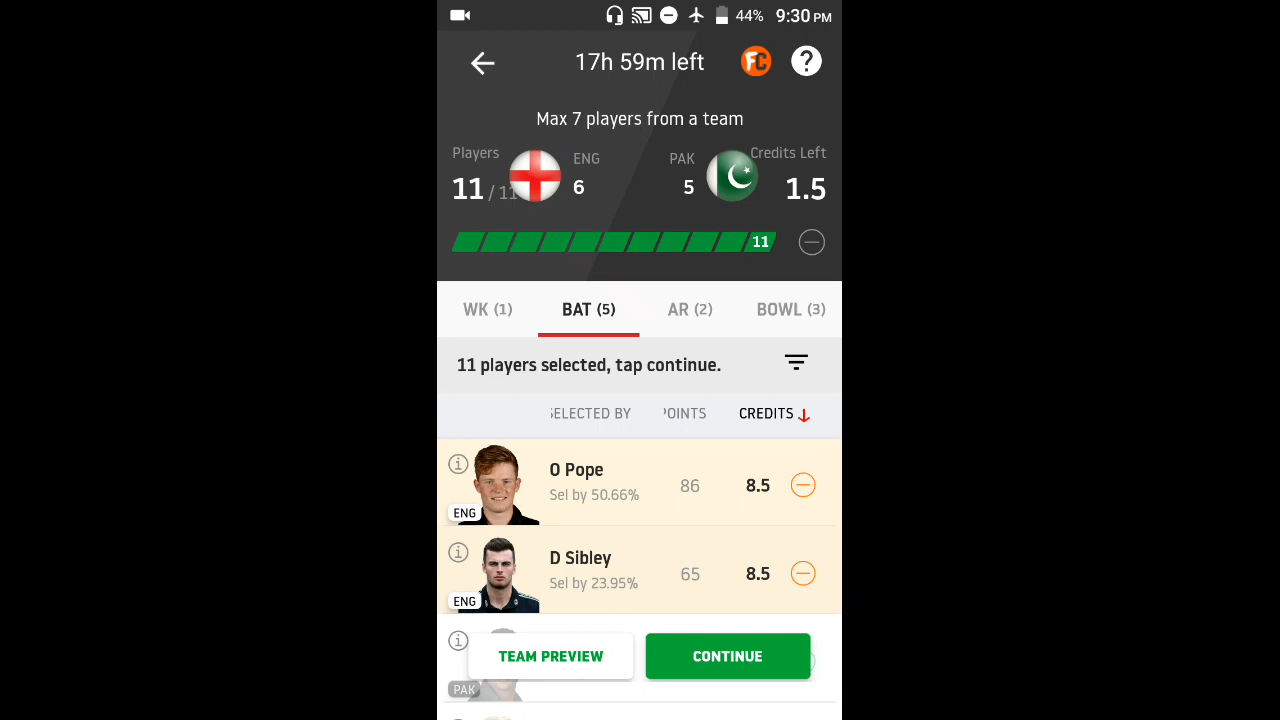 44% 9:30 PM
17h 59m left FC ?
Max 7 players from a team
Players ENG PAK Credits Left
11 / 11 6 5 1.5
11
WK (1) BAT (5) AR (2) BOWL (3)
11 players selected, tap continue.
SELECTED BY POINTS CREDITS
O Pope
Sel by 50.66% 86 8.5
ENG
D Sibley
Sel by 23.95% 65 8.5
ENG
TEAM PREVIEW CONTINUE
PAK